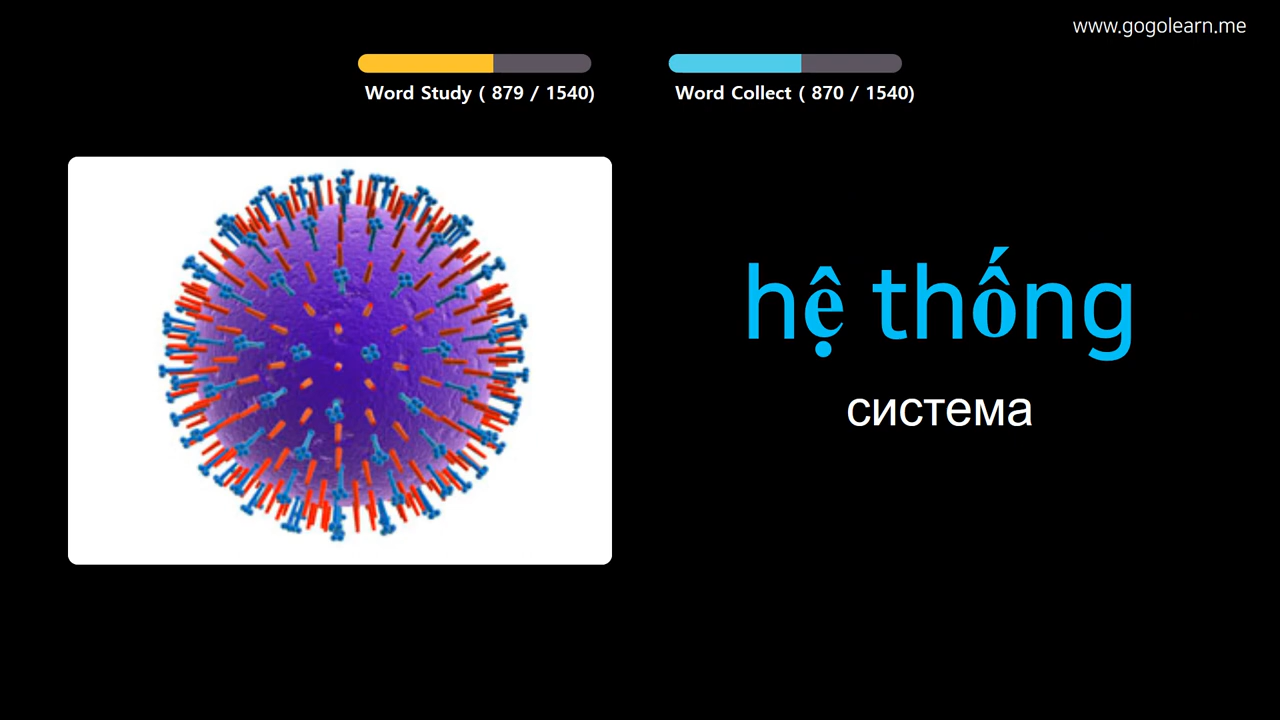 www.gogolearn.me
Word Study ( 879 / 1540)
Word Collect ( 870 / 1540)
hệ thống
система